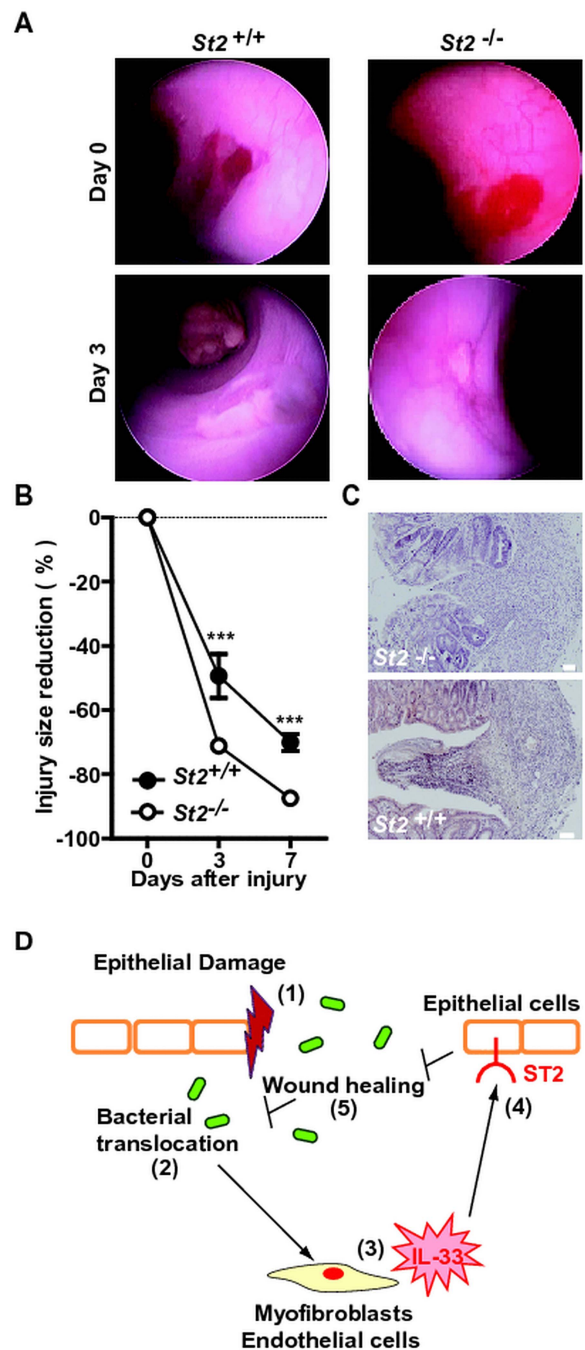 A
St2 +/+
St2 -/-
Day 0
Day 3
B
Injury size reduction ( % )
0
-20
-40
-60
-80
-100
***
***
St2+/+
St2-/-
0 3 7
Days after injury
C
St2 -/-
St2 +/+
D
Epithelial Damage
(1)
Epithelial cells
ST2
Wound healing
(5)
(4)
Bacterial
translocation
(2)
(3)
IL-33
Myofibroblasts
Endothelial cells